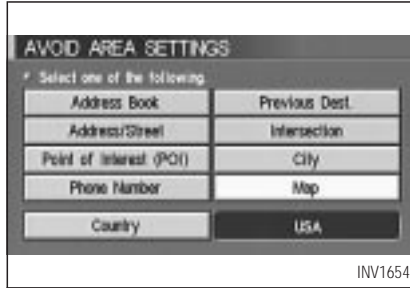 AVOID AREA SETTINGS
Select one of the following
Address Book Previous Dest.
Address/Street Intersection
Point of Interest (POI) City
Phone Number Map
Country USA
INV1654